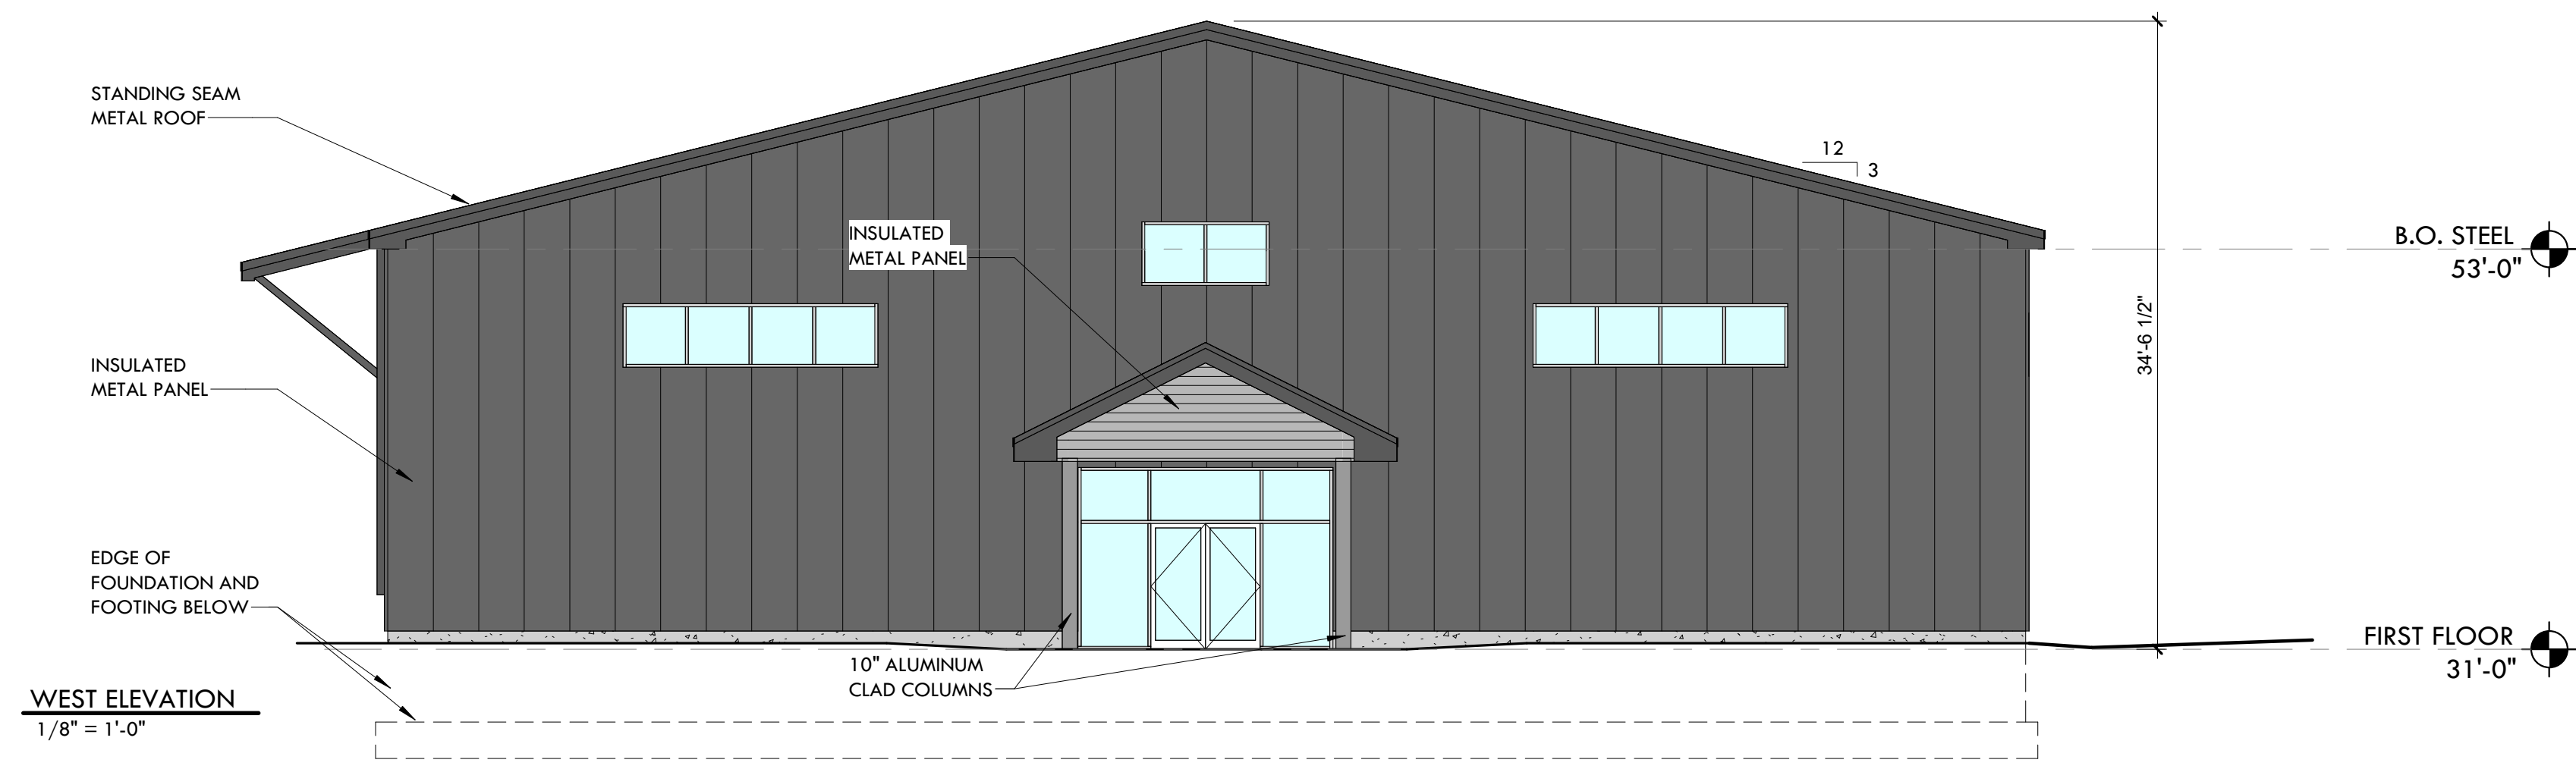 STANDING SEAM
METAL ROOF
12
3
INSULATED
METAL PANEL
B.O. STEEL
53'-0"
34'-6 1/2"
INSULATED
METAL PANEL
EDGE OF
FOUNDATION AND
FOOTING BELOW
10" ALUMINUM
CLAD COLUMNS
FIRST FLOOR
31'-0"
WEST ELEVATION
1/8" = 1'-0"